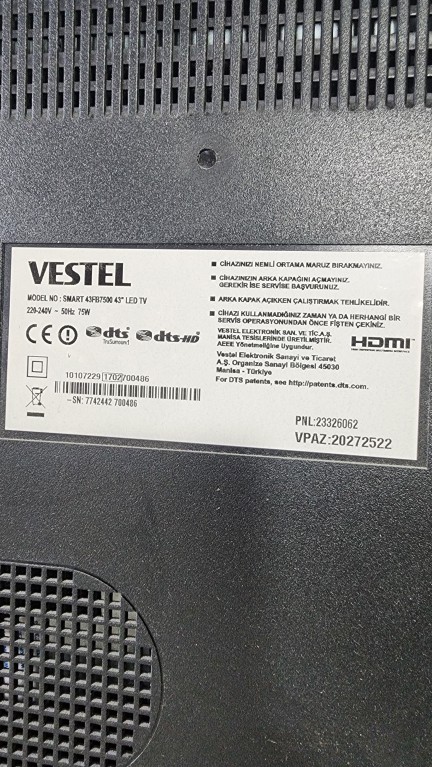 VESTEL
MODEL NO : SMART 43FB7500 43" LED TV
220-240V ~ 50Hz 75W
CE
dts
TruSurround
dts-HD
10107229 1702 700486
-SN: 7742442 700486
■ CİHAZINIZI NEMLİ ORTAMA MARUZ BIRAKMAYINIZ.
■ CİHAZINIZIN ARKA KAPAĞINI AÇMAYINIZ,
GEREKİR İSE SERVİSE BAŞVURUNUZ.
■ ARKA KAPAK AÇIKKEN ÇALIŞTIRMAK TEHLİKELİDİR.
■ CİHAZI KULLANMADIĞINIZ ZAMAN YA DA HERHANGİ BİR
SERVİS OPERASYONUNDAN ÖNCE FİŞTEN ÇEKİNİZ.
VESTEL ELEKTRONİK SAN. VE TİC.A.Ş.
MANİSA TESİSLERİNDE ÜRETİLMİŞTİR.
AEEE Yönetmeliğine Uygundur.
Vestel Elektronik Sanayi ve Ticaret
A.Ş. Organize Sanayi Bölgesi 45030
Manisa - Türkiye
For DTS patents, see http://patents.dts.com.
HDMI
PNL:23326062
VPAZ:20272522